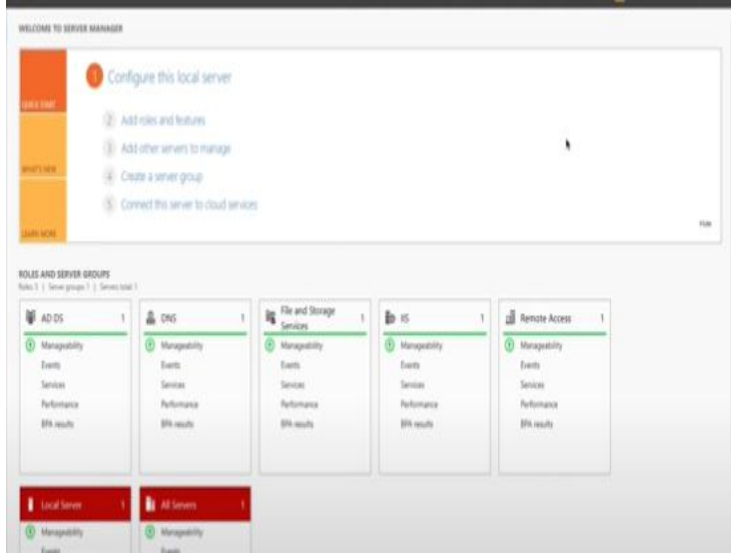 WELCOME TO SERVER MANAGER
QUICK START
1 Configure this local server
2 Add roles and features
3 Add other servers to manage
WHAT'S NEW
4 Create a server group
5 Connect this server to cloud services
LEARN MORE
Hide
ROLES AND SERVER GROUPS
Roles: 5 | Server groups: 1 | Servers total: 1
AD DS 1
Manageability
Events
Services
Performance
BPA results
DNS 1
Manageability
Events
Services
Performance
BPA results
File and Storage
Services 1
Manageability
Events
Services
Performance
BPA results
IIS 1
Manageability
Events
Services
Performance
BPA results
Remote Access 1
Manageability
Events
Services
Performance
BPA results
Local Server 1
Manageability
Events
All Servers 1
Manageability
Events